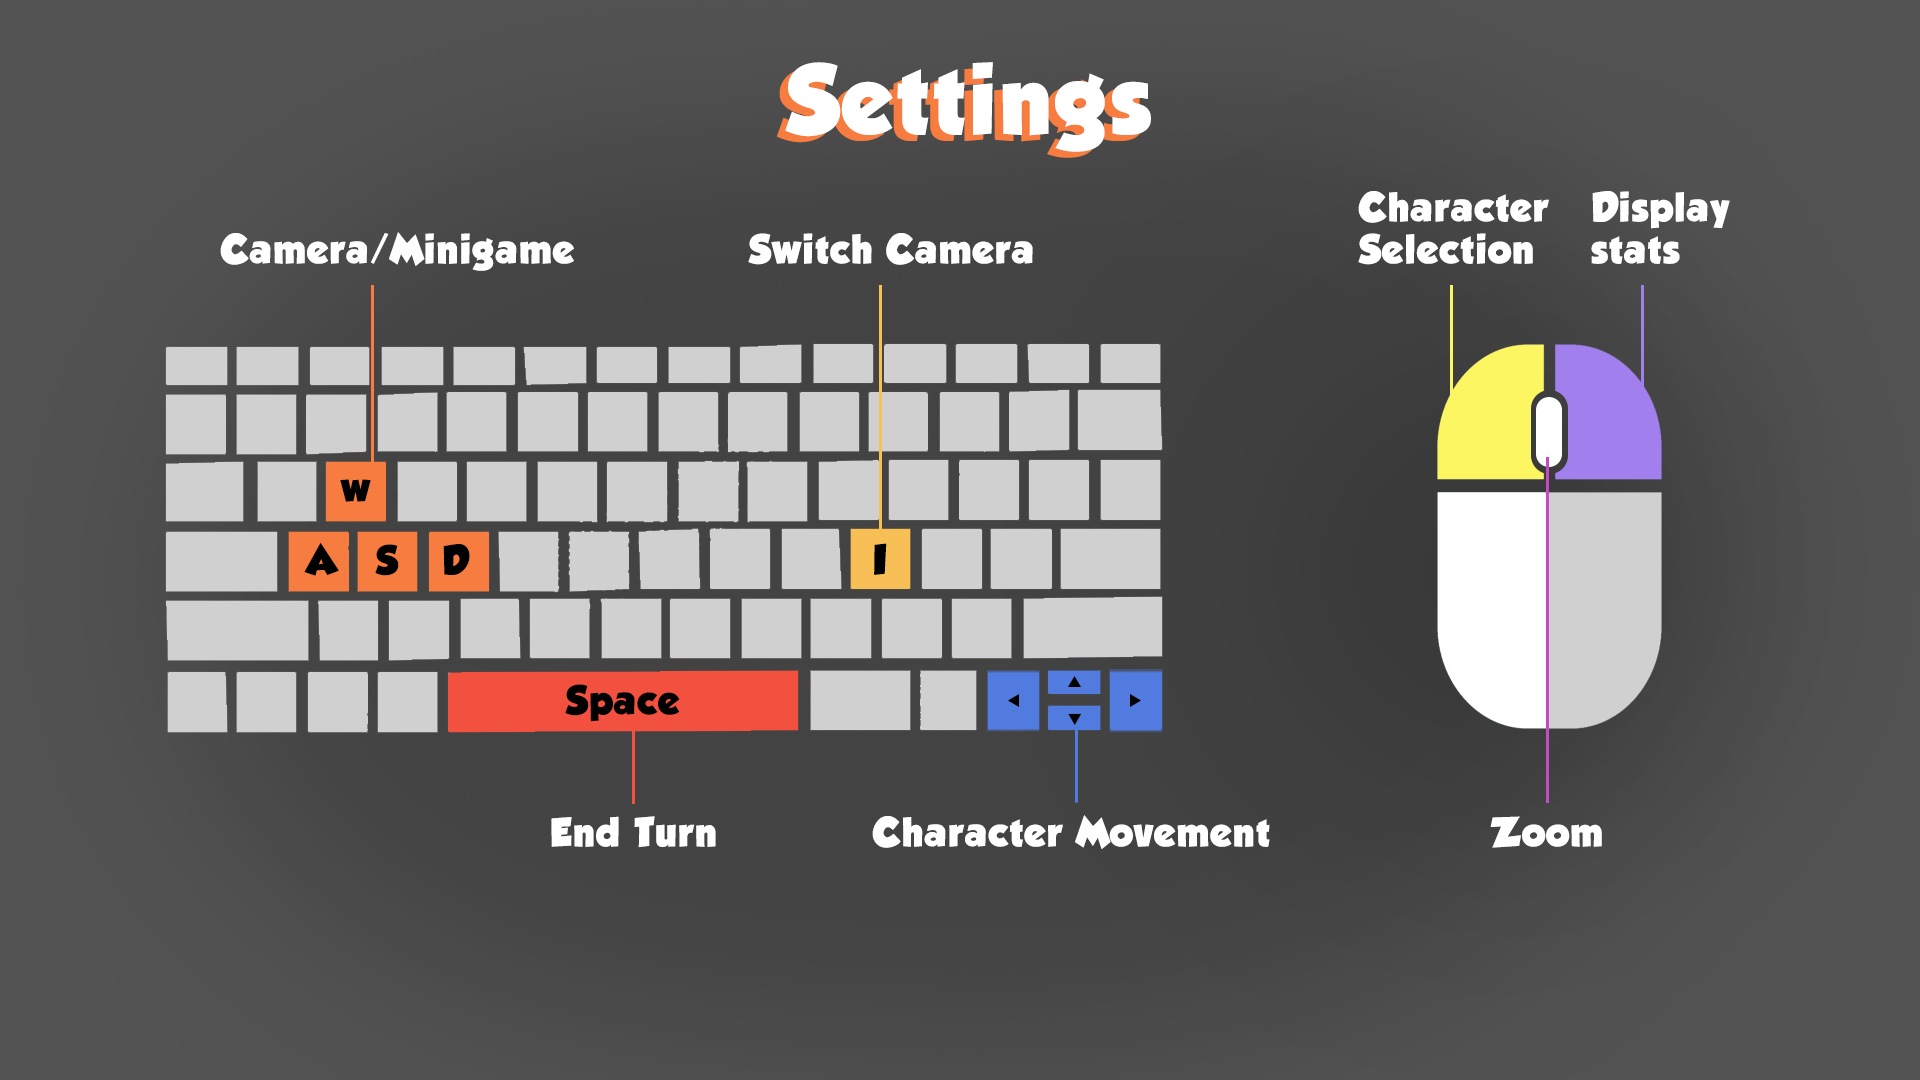 Settings
Camera/Minigame
Switch Camera
Character
Selection
Display
stats
W
A S D
I
Space
End Turn
Character Movement
Zoom